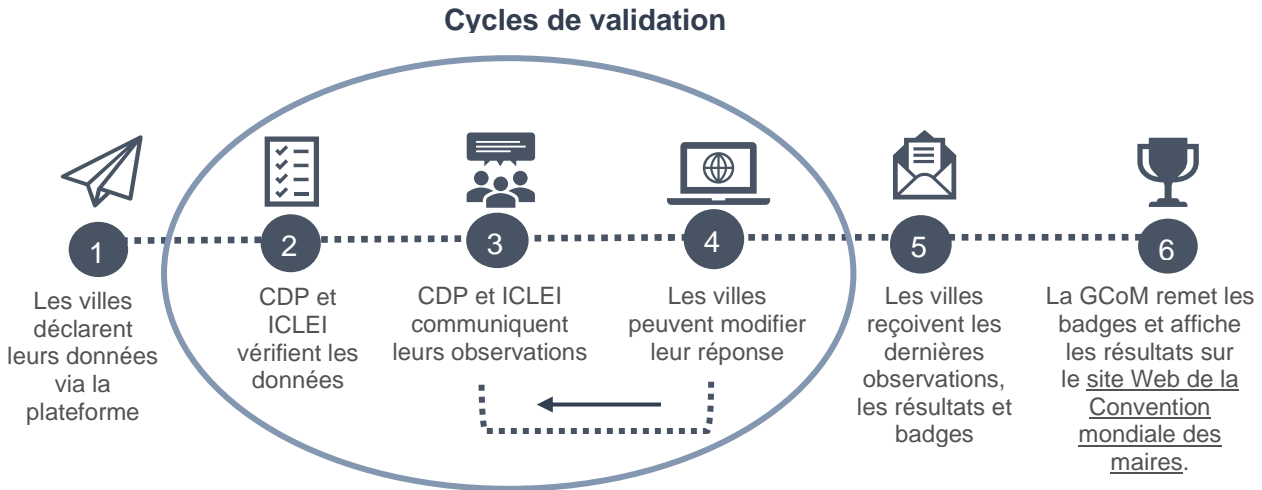 Cycles de validation
1
Les villes
déclarent
leurs données
via la
plateforme
2
CDP et
ICLEI
vérifient les
données
3
CDP et ICLEI
communiquent
leurs observations
4
Les villes
peuvent modifier
leur réponse
5
Les villes
reçoivent les
dernières
observations,
les résultats et
badges
6
La GCoM remet les
badges et affiche
les résultats sur
le site Web de la
Convention
mondiale des
maires.